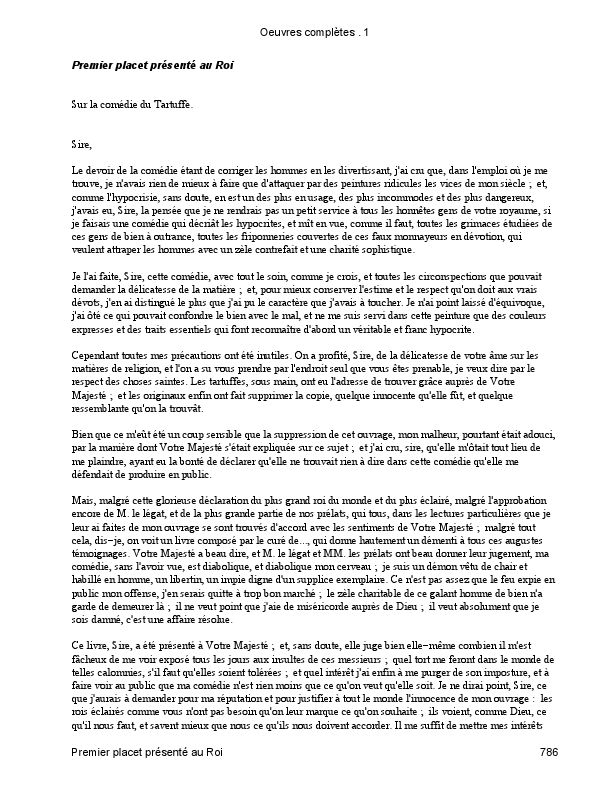 Oeuvres complètes . 1
Premier placet présenté au Roi
Sur la comédie du Tartuffe.
Sire,
Le devoir de la comédie étant de corriger les hommes en les divertissant, j'ai cru que, dans l'emploi où je me
trouve, je n'avais rien de mieux à faire que d'attaquer par des peintures ridicules les vices de mon siècle ; et,
comme l'hypocrisie, sans doute, en est un des plus en usage, des plus incommodes et des plus dangereux,
j'avais eu, Sire, la pensée que je ne rendrais pas un petit service à tous les honnêtes gens de votre royaume, si
je faisais une comédie qui décriât les hypocrites, et mît en vue, comme il faut, toutes les grimaces étudiées de
ces gens de bien à outrance, toutes les friponneries couvertes de ces faux monnayeurs en dévotion, qui
veulent attraper les hommes avec un zèle contrefait et une charité sophistique.
Je l'ai faite, Sire, cette comédie, avec tout le soin, comme je crois, et toutes les circonspections que pouvait
demander la délicatesse de la matière ; et, pour mieux conserver l'estime et le respect qu'on doit aux vrais
dévots, j'en ai distingué le plus que j'ai pu le caractère que j'avais à toucher. Je n'ai point laissé d'équivoque,
j'ai ôté ce qui pouvait confondre le bien avec le mal, et ne me suis servi dans cette peinture que des couleurs
expresses et des traits essentiels qui font reconnaître d'abord un véritable et franc hypocrite.
Cependant toutes mes précautions ont été inutiles. On a profité, Sire, de la délicatesse de votre âme sur les
matières de religion, et l'on a su vous prendre par l'endroit seul que vous êtes prenable, je veux dire par le
respect des choses saintes. Les tartuffes, sous main, ont eu l'adresse de trouver grâce auprès de Votre
Majesté ; et les originaux enfin ont fait supprimer la copie, quelque innocente qu'elle fût, et quelque
ressemblante qu'on la trouvât.
Bien que ce m'eût été un coup sensible que la suppression de cet ouvrage, mon malheur, pourtant était adouci,
par la manière dont Votre Majesté s'était expliquée sur ce sujet ; et j'ai cru, sire, qu'elle m'ôtait tout lieu de
me plaindre, ayant eu la bonté de déclarer qu'elle ne trouvait rien à dire dans cette comédie qu'elle me
défendait de produire en public.
Mais, malgré cette glorieuse déclaration du plus grand roi du monde et du plus éclairé, malgré l'approbation
encore de M. le légat, et de la plus grande partie de nos prélats, qui tous, dans les lectures particulières que je
leur ai faites de mon ouvrage se sont trouvés d'accord avec les sentiments de Votre Majesté ; malgré tout
cela, dis−je, on voit un livre composé par le curé de..., qui donne hautement un démenti à tous ces augustes
témoignages. Votre Majesté a beau dire, et M. le légat et MM. les prélats ont beau donner leur jugement, ma
comédie, sans l'avoir vue, est diabolique, et diabolique mon cerveau ; je suis un démon vêtu de chair et
habillé en homme, un libertin, un impie digne d'un supplice exemplaire. Ce n'est pas assez que le feu expie en
public mon offense, j'en serais quitte à trop bon marché ; le zèle charitable de ce galant homme de bien n'a
garde de demeurer là ; il ne veut point que j'aie de miséricorde auprès de Dieu ; il veut absolument que je
sois damné, c'est une affaire résolue.
Ce livre, Sire, a été présenté à Votre Majesté ; et, sans doute, elle juge bien elle−même combien il m'est
fâcheux de me voir exposé tous les jours aux insultes de ces messieurs ; quel tort me feront dans le monde de
telles calomnies, s'il faut qu'elles soient tolérées ; et quel intérêt j'ai enfin à me purger de son imposture, et à
faire voir au public que ma comédie n'est rien moins que ce qu'on veut qu'elle soit. Je ne dirai point, Sire, ce
que j'aurais à demander pour ma réputation et pour justifier à tout le monde l'innocence de mon ouvrage : les
rois éclairés comme vous n'ont pas besoin qu'on leur marque ce qu'on souhaite ; ils voient, comme Dieu, ce
qu'il nous faut, et savent mieux que nous ce qu'ils nous doivent accorder. Il me suffit de mettre mes intérêts
Premier placet présenté au Roi 786